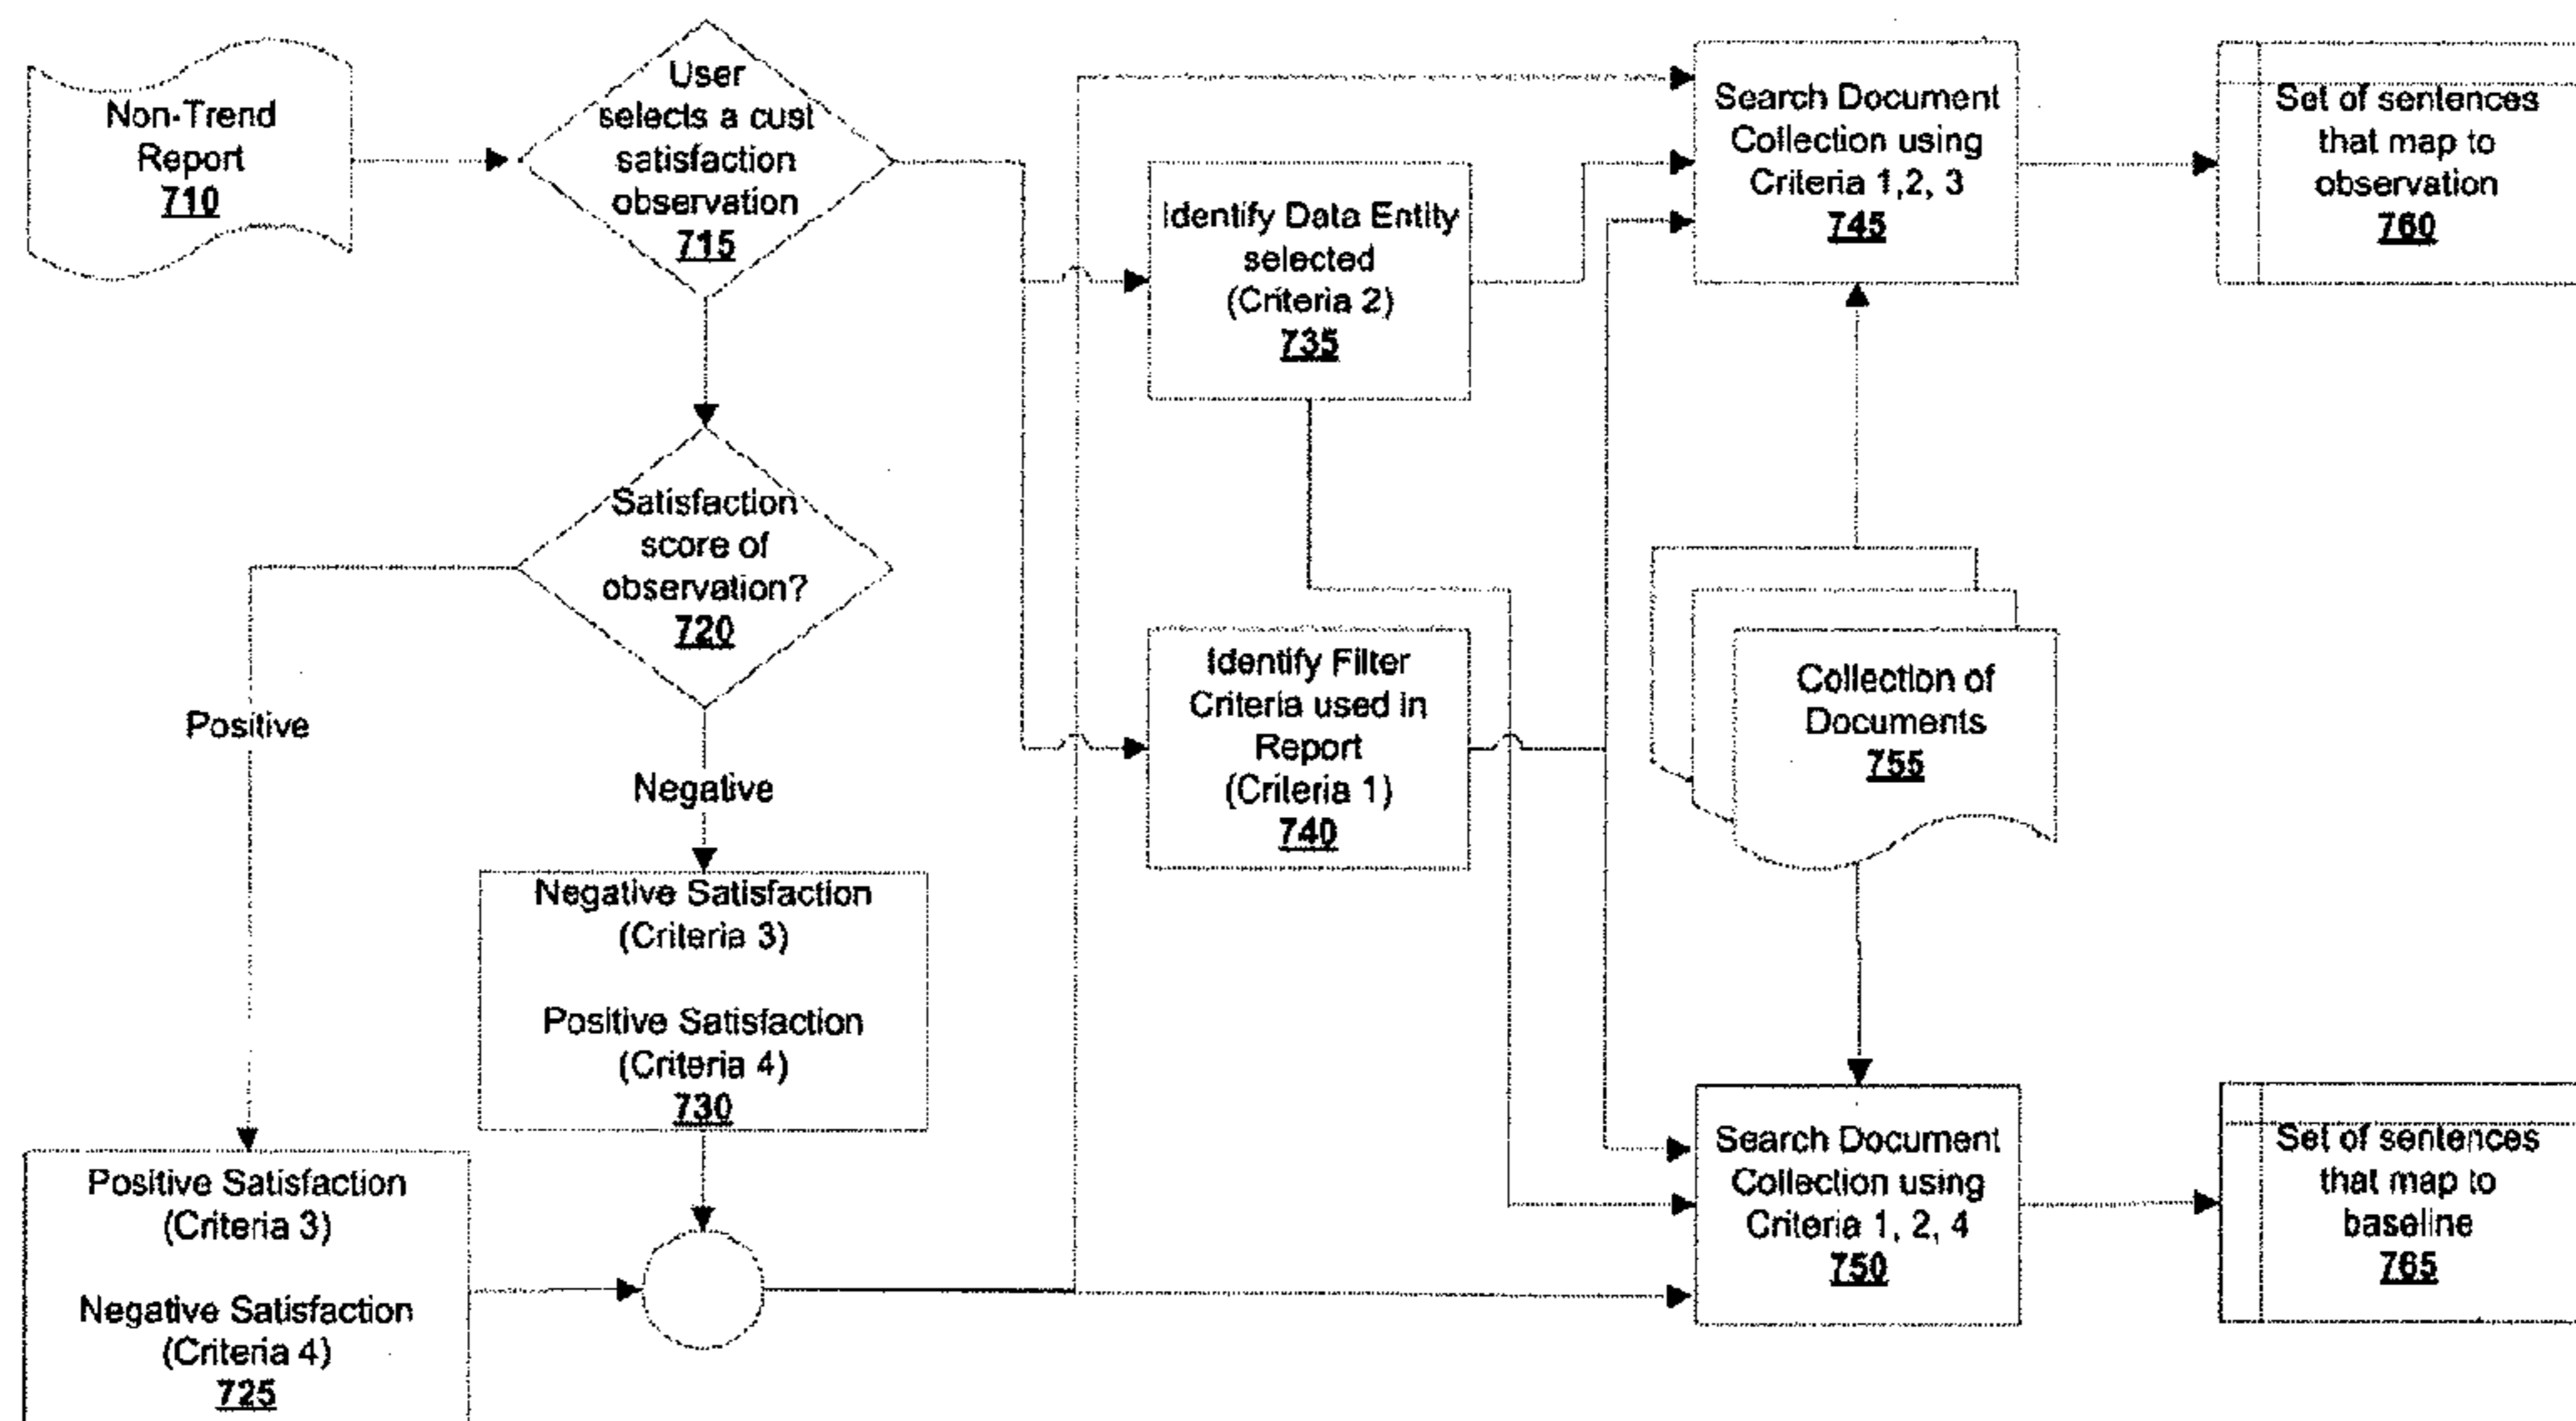 Non-Trend
Report
710
User
selects a cust
satisfaction
observation
715
Satisfaction
score of
observation?
720
Positive
Negative
Negative Satisfaction
(Criteria 3)
Positive Satisfaction
(Criteria 4)
730
Positive Satisfaction
(Criteria 3)
Negative Satisfaction
(Criteria 4)
725
Identify Data Entity
selected
(Criteria 2)
735
Identify Filter
Criteria used in
Report
(Criteria 1)
740
Search Document
Collection using
Criteria 1,2, 3
745
Collection of
Documents
755
Search Document
Collection using
Criteria 1, 2, 4
750
Set of sentences
that map to
observation
760
Set of sentences
that map to
baseline
765